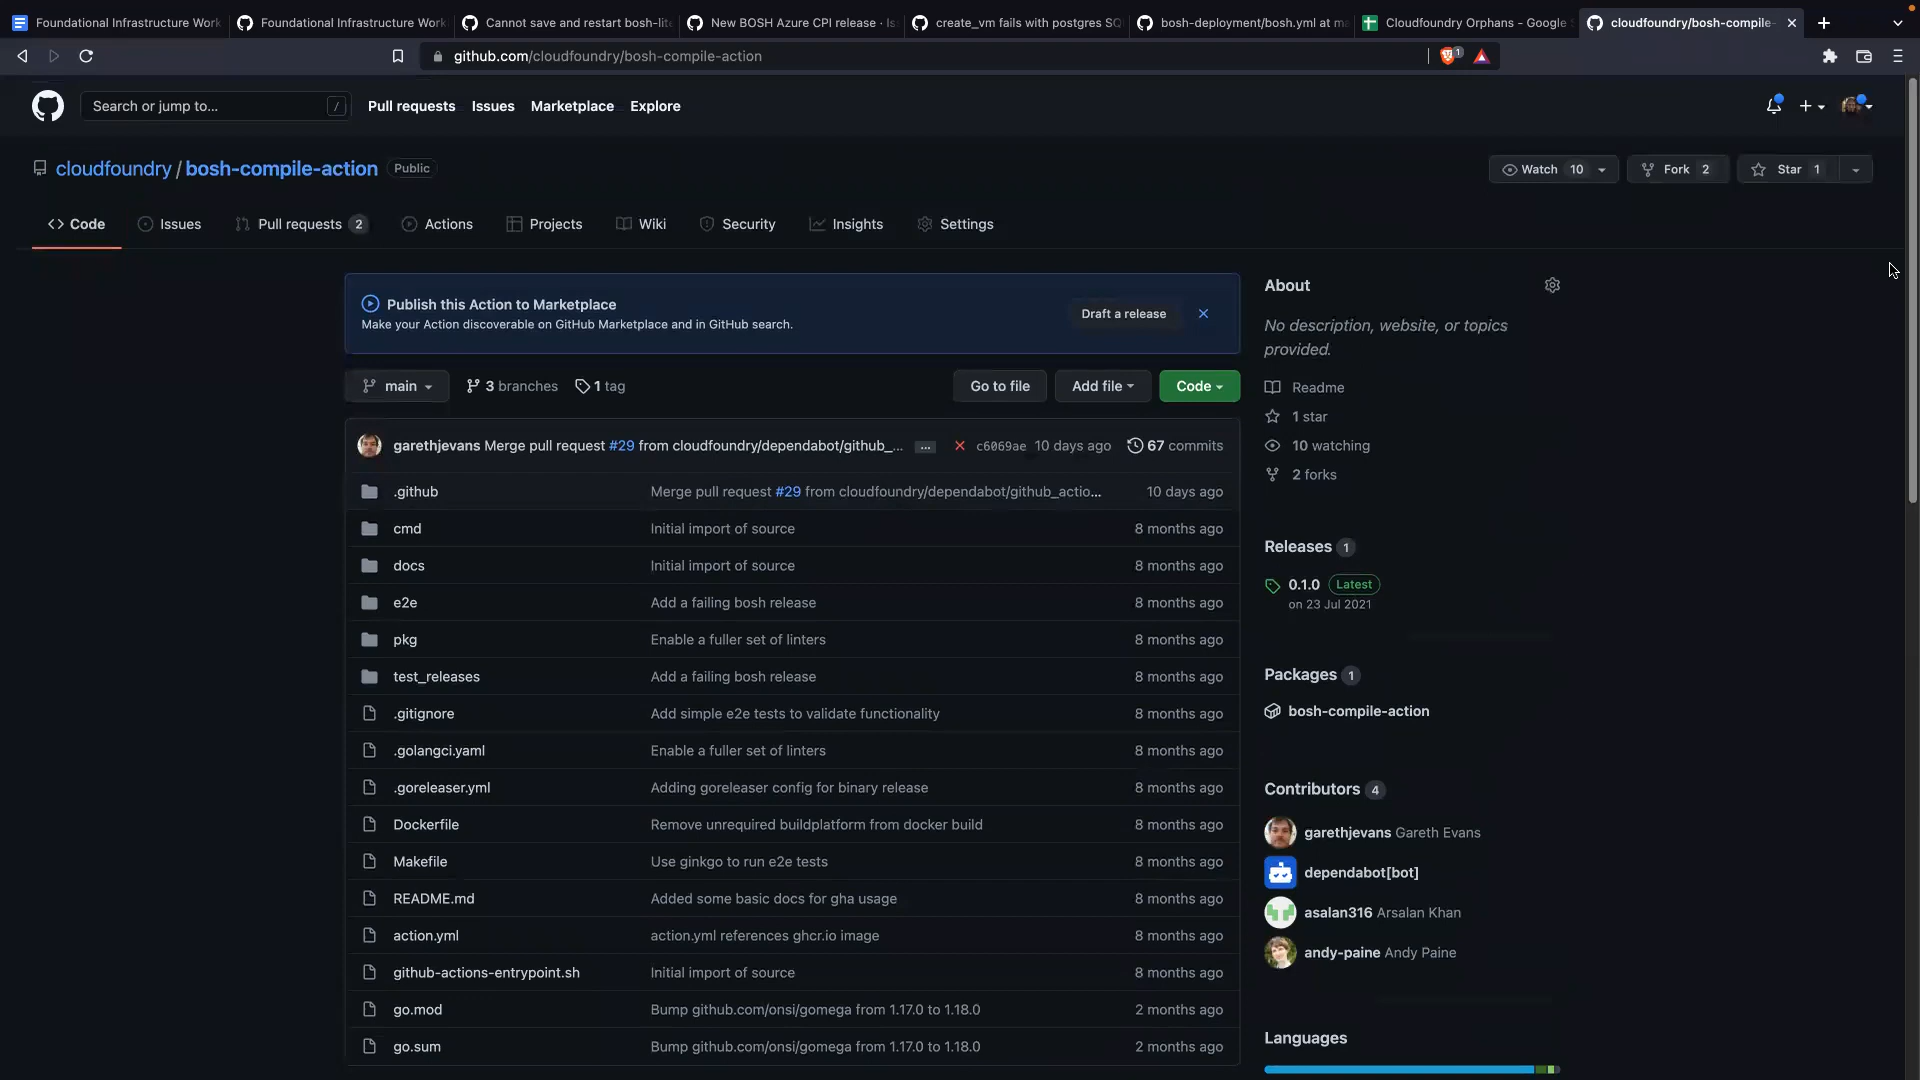 Foundational Infrastructure Work
Foundational Infrastructure Work
Cannot save and restart bosh-lit
New BOSH Azure CPI release · Is
create_vm fails with postgres SQ
bosh-deployment/bosh.yml at m
Cloudfoundry Orphans - Google
cloudfoundry/bosh-compile-
github.com/cloudfoundry/bosh-compile-action
1
Search or jump to...
/
Pull requests
Issues
Marketplace
Explore
cloudfoundry / bosh-compile-action
Public
Watch 10
Fork 2
Star 1
<> Code
Issues
Pull requests 2
Actions
Projects
Wiki
Security
Insights
Settings
Publish this Action to Marketplace
Make your Action discoverable on GitHub Marketplace and in GitHub search.
Draft a release
main
3 branches
1 tag
Go to file
Add file
Code
garethjevans Merge pull request #29 from cloudfoundry/dependabot/github_... ... c6069ae 10 days ago 67 commits
.github Merge pull request #29 from cloudfoundry/dependabot/github_actio... 10 days ago
cmd Initial import of source 8 months ago
docs Initial import of source 8 months ago
e2e Add a failing bosh release 8 months ago
pkg Enable a fuller set of linters 8 months ago
test_releases Add a failing bosh release 8 months ago
.gitignore Add simple e2e tests to validate functionality 8 months ago
.golangci.yaml Enable a fuller set of linters 8 months ago
.goreleaser.yml Adding goreleaser config for binary release 8 months ago
Dockerfile Remove unrequired buildplatform from docker build 8 months ago
Makefile Use ginkgo to run e2e tests 8 months ago
README.md Added some basic docs for gha usage 8 months ago
action.yml action.yml references ghcr.io image 8 months ago
github-actions-entrypoint.sh Initial import of source 8 months ago
go.mod Bump github.com/onsi/gomega from 1.17.0 to 1.18.0 2 months ago
go.sum Bump github.com/onsi/gomega from 1.17.0 to 1.18.0 2 months ago
About
No description, website, or topics
provided.
Readme
1 star
10 watching
2 forks
Releases 1
0.1.0 Latest
on 23 Jul 2021
Packages 1
bosh-compile-action
Contributors 4
garethjevans Gareth Evans
dependabot[bot]
asalan316 Arsalan Khan
andy-paine Andy Paine
Languages